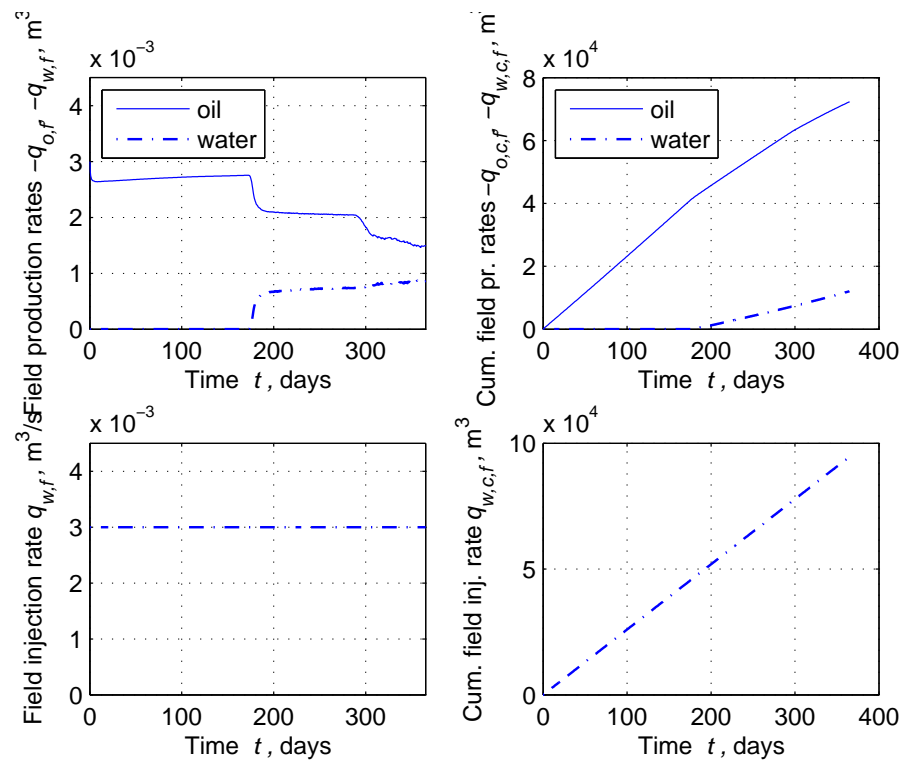 Field production rates −q_{o,f}, −q_{w,f}, m^3
x 10^{−3}
4
3
2
1
0
oil
water
0 100 200 300
Time t, days
Cum. field pr. rates −q_{o,c,f}, −q_{w,c,f}, m
x 10^4
8
6
4
2
0
oil
water
0 100 200 300 400
Time t, days
Field injection rate q_{w,f}, m^3/s
x 10^{−3}
4
3
2
1
0
0 100 200 300
Time t, days
Cum. field inj. rate q_{w,c,f}, m^3
x 10^4
10
5
0
0 100 200 300 400
Time t, days